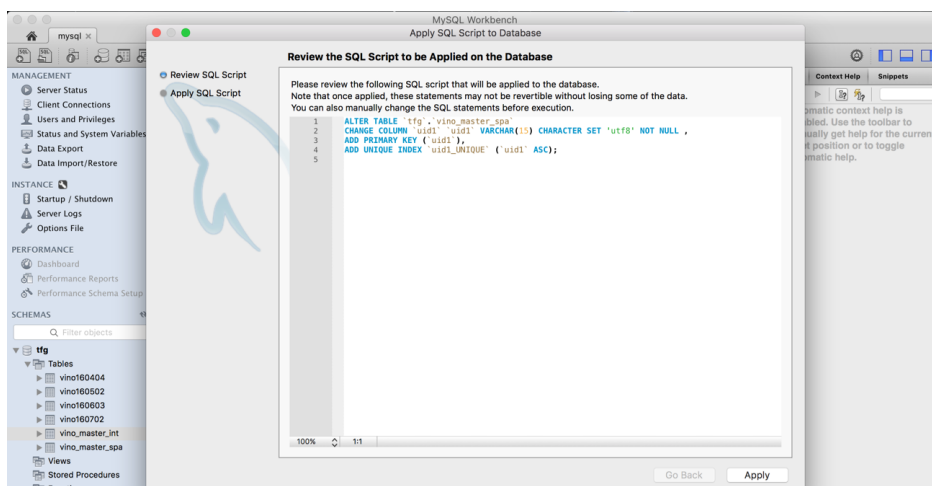 MySQL Workbench
mysql
Apply SQL Script to Database
MANAGEMENT
Server Status
Client Connections
Users and Privileges
Status and System Variables
Data Export
Data Import/Restore
INSTANCE
Startup / Shutdown
Server Logs
Options File
PERFORMANCE
Dashboard
Performance Reports
Performance Schema Setup
SCHEMAS
Filter objects
tfg
Tables
vino160404
vino160502
vino160603
vino160702
vino_master_int
vino_master_spa
Views
Stored Procedures
Review SQL Script
Apply SQL Script
Review the SQL Script to be Applied on the Database
Please review the following SQL script that will be applied to the database.
Note that once applied, these statements may not be revertible without losing some of the data.
You can also manually change the SQL statements before execution.
1 ALTER TABLE `tfg`.`vino_master_spa`
2 CHANGE COLUMN `uid1` `uid1` VARCHAR(15) CHARACTER SET 'utf8' NOT NULL ,
3 ADD PRIMARY KEY (`uid1`),
4 ADD UNIQUE INDEX `uid1_UNIQUE` (`uid1` ASC);
5
100% 1:1
Go Back Apply
Context Help Snippets
omatic context help is
bled. Use the toolbar to
ually get help for the curren
t position or to toggle
omatic help.